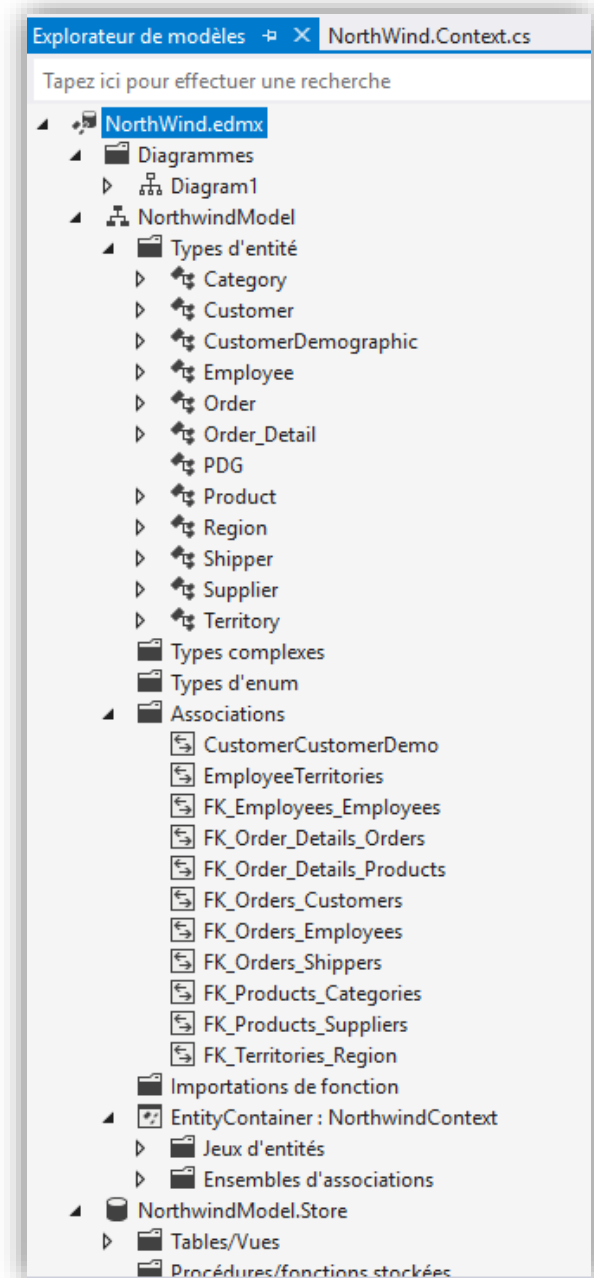 Explorateur de modèles NorthWind.Context.cs
Tapez ici pour effectuer une recherche
NorthWind.edmx
Diagrammes
Diagram1
NorthwindModel
Types d'entité
Category
Customer
CustomerDemographic
Employee
Order
Order_Detail
PDG
Product
Region
Shipper
Supplier
Territory
Types complexes
Types d'enum
Associations
CustomerCustomerDemo
EmployeeTerritories
FK_Employees_Employees
FK_Order_Details_Orders
FK_Order_Details_Products
FK_Orders_Customers
FK_Orders_Employees
FK_Orders_Shippers
FK_Products_Categories
FK_Products_Suppliers
FK_Territories_Region
Importations de fonction
EntityContainer : NorthwindContext
Jeux d'entités
Ensembles d'associations
NorthwindModel.Store
Tables/Vues
Procédures/fonctions stockées